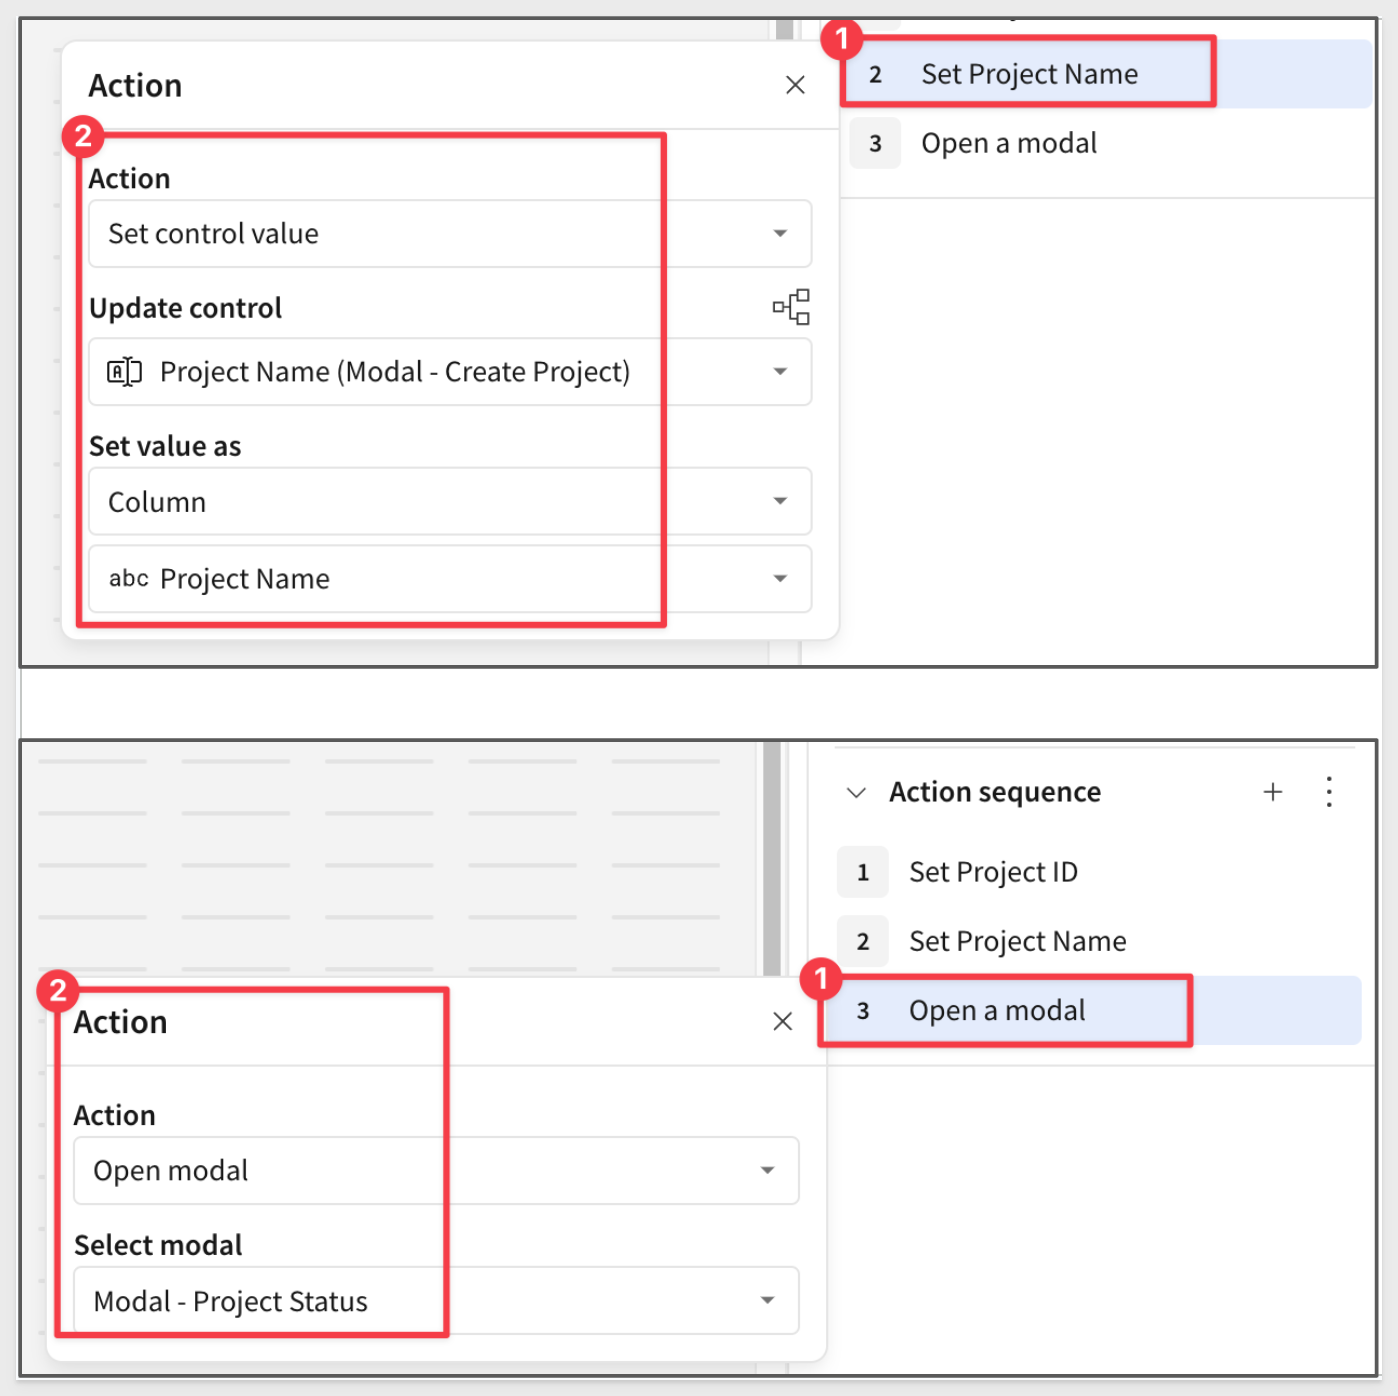 1
2 Set Project Name
3 Open a modal
Action
2
Action
Set control value
Update control
A Project Name (Modal - Create Project)
Set value as
Column
abc Project Name
Action sequence
1 Set Project ID
2 Set Project Name
1
3 Open a modal
2
Action
Action
Open modal
Select modal
Modal - Project Status